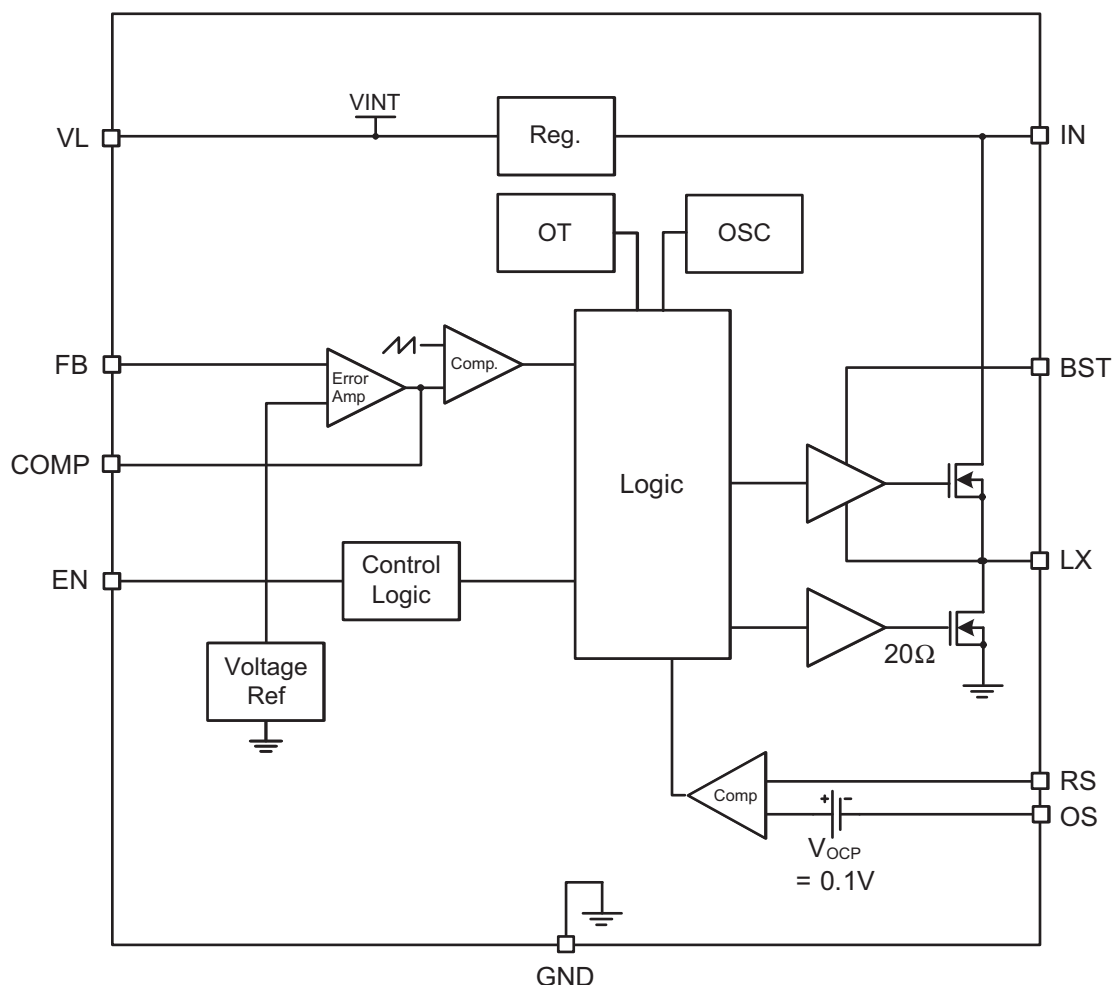 VINT
VL
Reg.
IN
OT
OSC
FB
Error
Amp
Comp.
BST
COMP
Logic
EN
Control
Logic
LX
Voltage
Ref
20Ω
Comp
RS
+ -
OS
VOCP
= 0.1V
GND